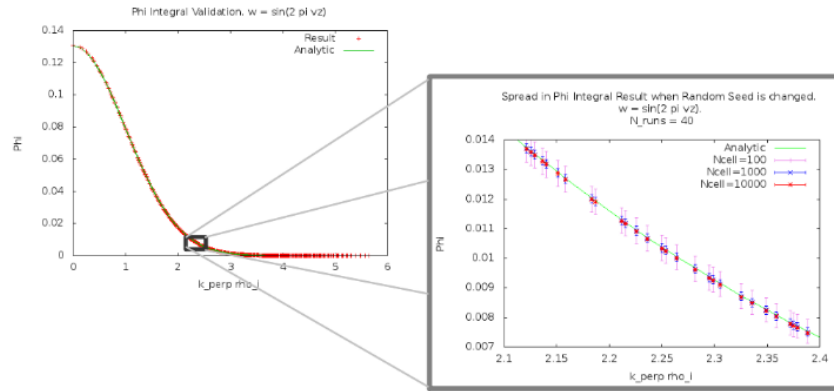 Phi Integral Validation. w = sin(2 pi vz)
Result
Analytic
Phi
0.14
0.12
0.1
0.08
0.06
0.04
0.02
0
0 1 2 3 4 5 6
k_perp rho_i
Spread in Phi Integral Result when Random Seed is changed.
w = sin(2 pi vz).
N_runs = 40
Analytic
Ncell=100
Ncell=1000
Ncell=10000
Phi
0.014
0.013
0.012
0.011
0.01
0.009
0.008
0.007
2.1 2.15 2.2 2.25 2.3 2.35 2.4
k_perp rho_i